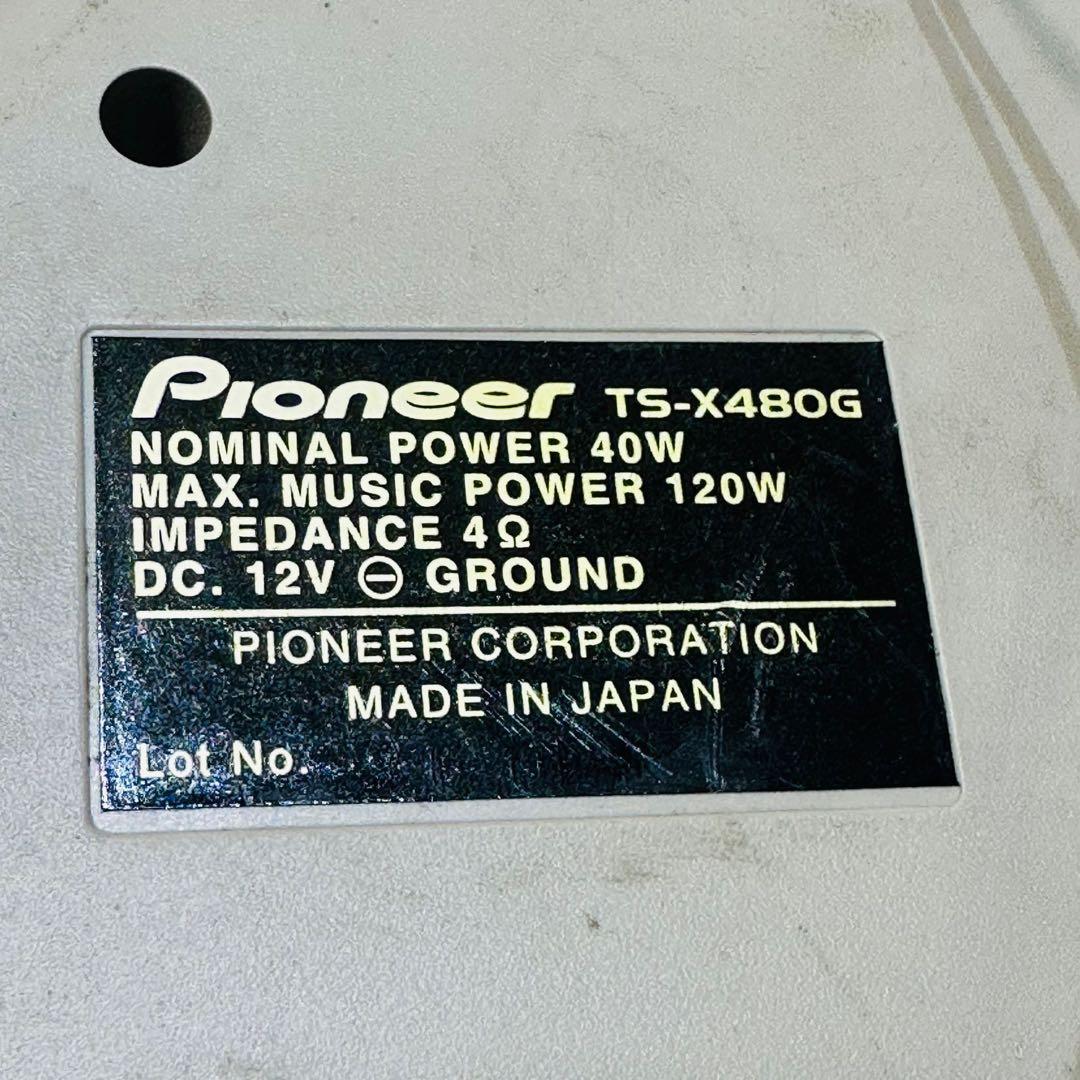 Pioneer TS-X480G
NOMINAL POWER 40W
MAX. MUSIC POWER 120W
IMPEDANCE 4Ω
DC. 12V ⊖ GROUND
PIONEER CORPORATION
MADE IN JAPAN
Lot No.